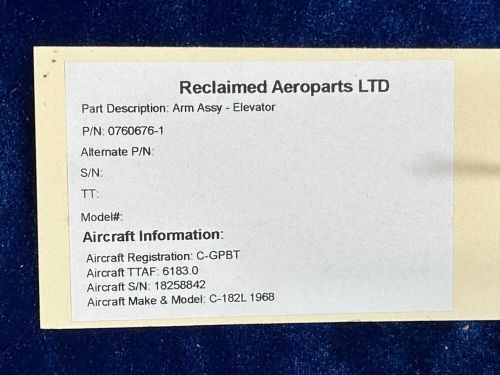 Reclaimed Aeroparts LTD
Part Description: Arm Assy - Elevator
P/N: 0760676-1
Alternate P/N:
S/N:
TT:
Model#:
Aircraft Information:
Aircraft Registration: C-GPBT
Aircraft TTAF: 6183.0
Aircraft S/N: 18258842
Aircraft Make & Model: C-182L 1968